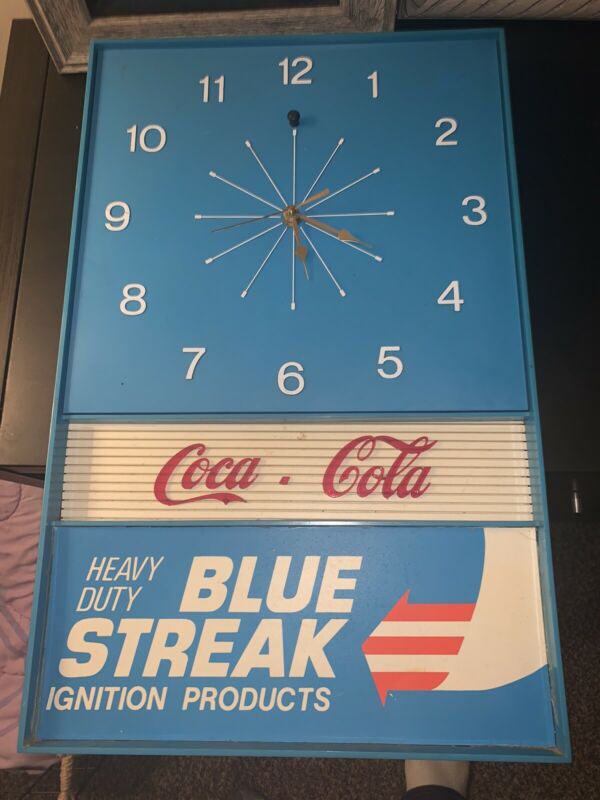 12
11 1
10 2
9 3
8 4
7 5
6
Coca . Cola
HEAVY DUTY BLUE
STREAK
IGNITION PRODUCTS